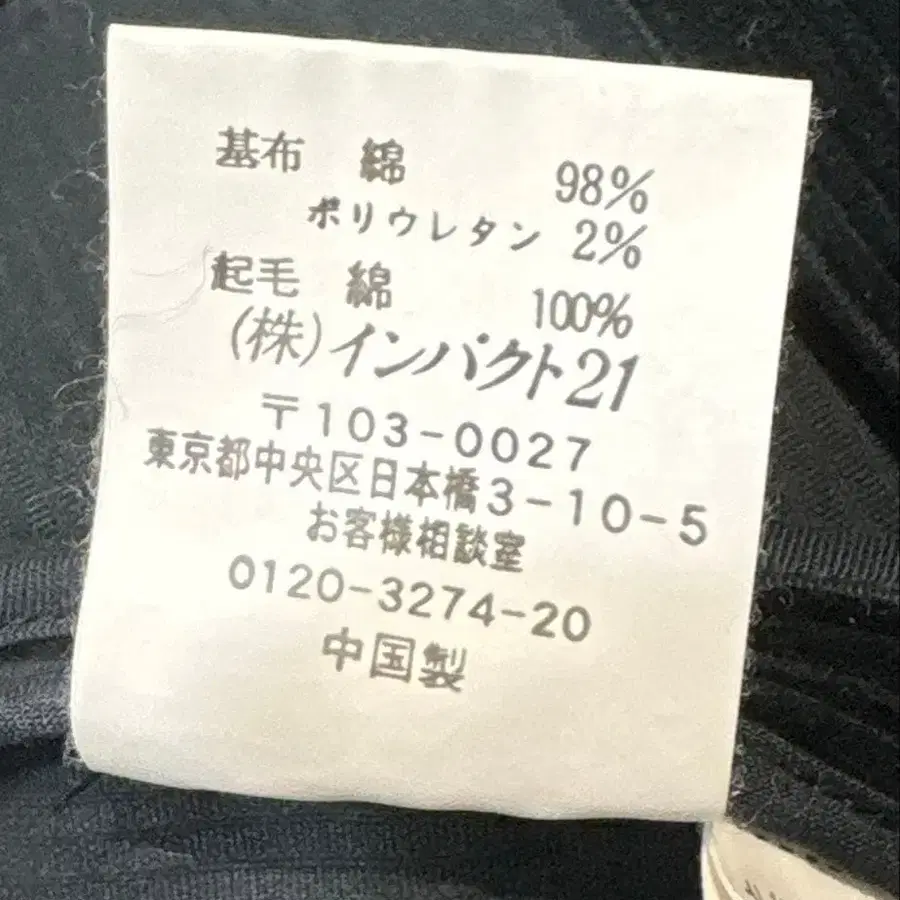 基布 綿 98%
ポリウレタン 2%
起毛 綿 100%
(株)インパクト21
〒103-0027
東京都中央区日本橋3-10-5
お客様相談室
0120-3274-20
中国製